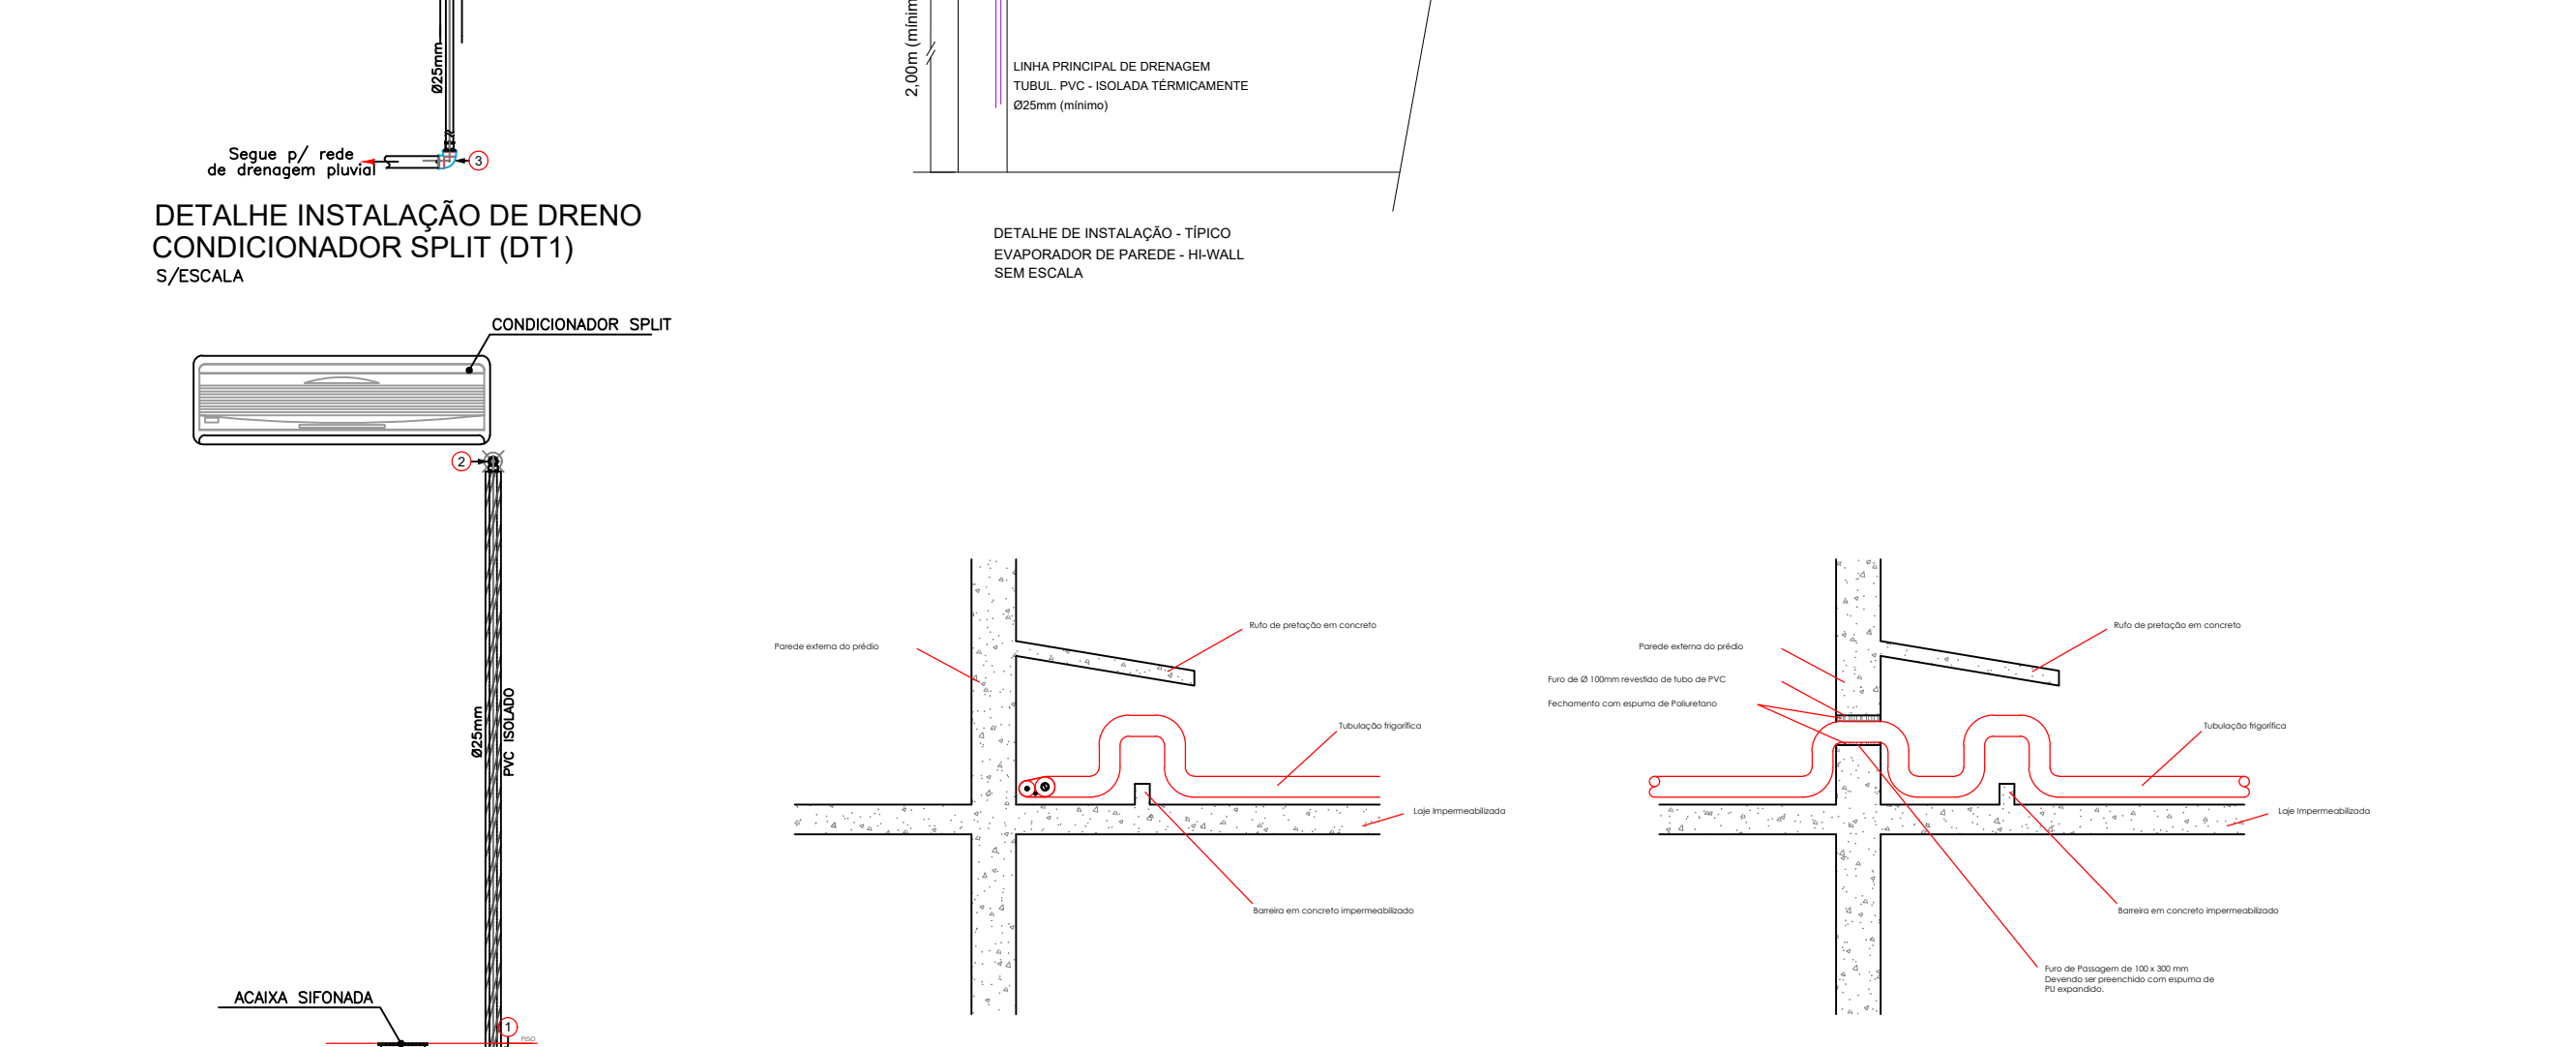 Ø25mm
Segue p/ rede
de drenagem pluvial
3
DETALHE INSTALAÇÃO DE DRENO
CONDICIONADOR SPLIT (DT1)
S/ESCALA
2,00m (mínim
LINHA PRINCIPAL DE DRENAGEM
TUBUL. PVC - ISOLADA TÉRMICAMENTE
Ø25mm (mínimo)
DETALHE DE INSTALAÇÃO - TÍPICO
EVAPORADOR DE PAREDE - HI-WALL
SEM ESCALA
CONDICIONADOR SPLIT
2
Ø25mm
PVC ISOLADO
ACAIXA SIFONADA
1
PISO
Rufo de pretação em concreto
Parede externa do prédio
Tubulação frigorífica
Laje Impermeabilizada
Barreira em concreto impermeabilizado
Rufo de pretação em concreto
Parede externa do prédio
Furo de Ø 100mm revestido de tubo de PVC
Fechamento com espuma de Poliuretano
Tubulação frigorífica
Laje Impermeabilizada
Barreira em concreto impermeabilizado
Furo de Passagem de 100 x 300 mm
Devendo ser preenchido com espuma de
PU expandido.